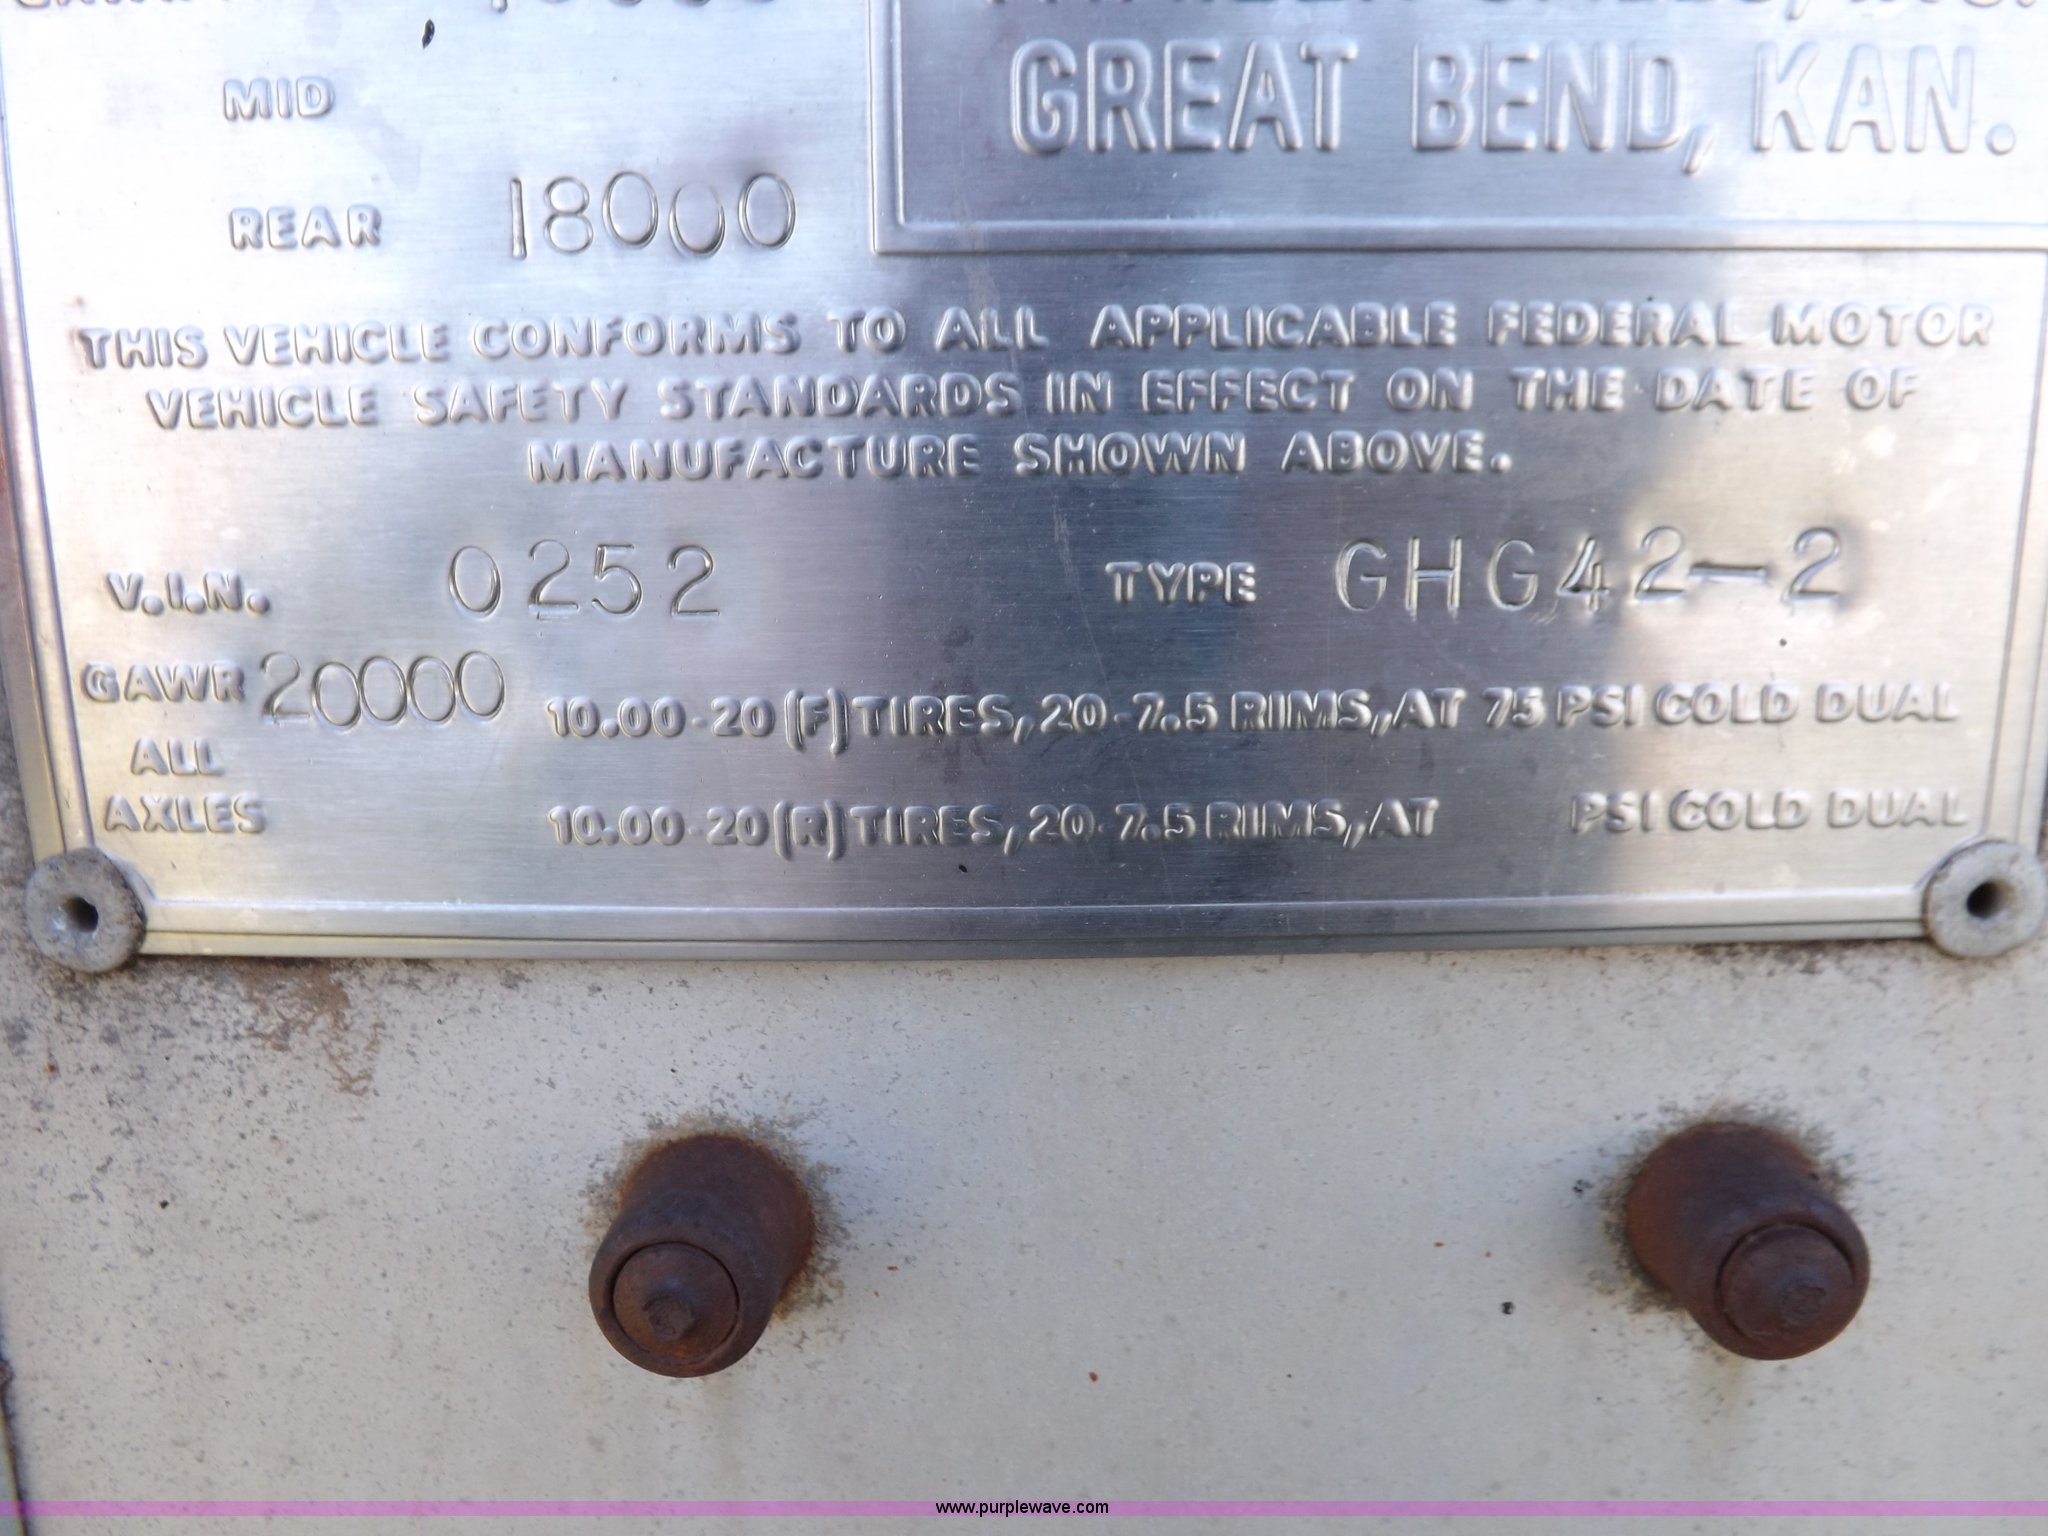 GREAT BEND, KAN.
MID
REAR 18000
THIS VEHICLE CONFORMS TO ALL APPLICABLE FEDERAL MOTOR
VEHICLE SAFETY STANDARDS IN EFFECT ON THE DATE OF
MANUFACTURE SHOWN ABOVE.
V.I.N. 0252 TYPE GHG42-2
GAWR 20000 10.00-20(F)TIRES, 20-7.5 RIMS, AT 75 PSI COLD DUAL
ALL
AXLES 10.00-20(R)TIRES, 20-7.5 RIMS, AT PSI COLD DUAL
www.purplewave.com